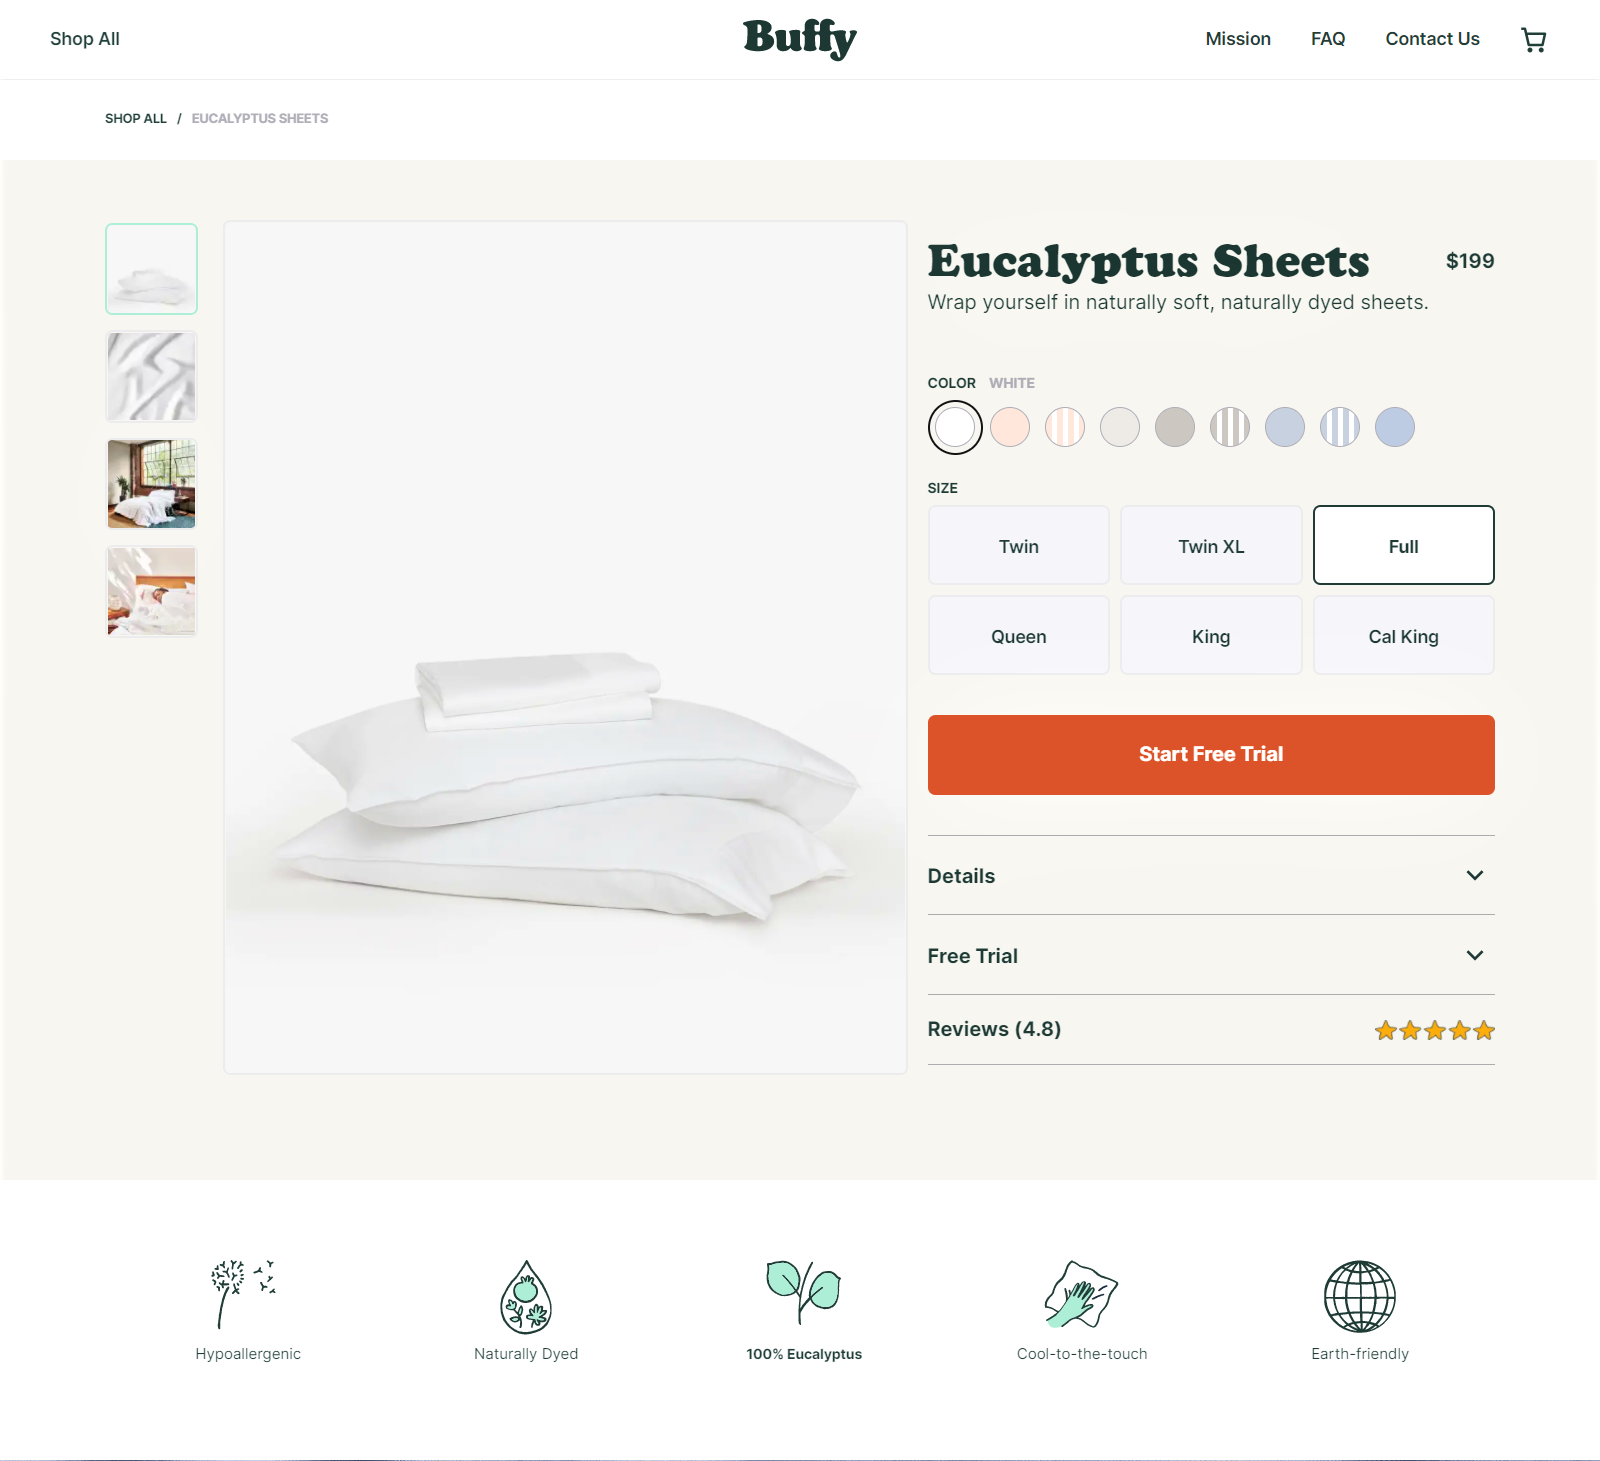 Shop All
Buffy
Mission
FAQ
Contact Us
SHOP ALL / EUCALYPTUS SHEETS
Eucalyptus Sheets
$199
Wrap yourself in naturally soft, naturally dyed sheets.
COLOR WHITE
SIZE
Twin
Twin XL
Full
Queen
King
Cal King
Start Free Trial
Details
Free Trial
Reviews (4.8)
Hypoallergenic
Naturally Dyed
100% Eucalyptus
Cool-to-the-touch
Earth-friendly